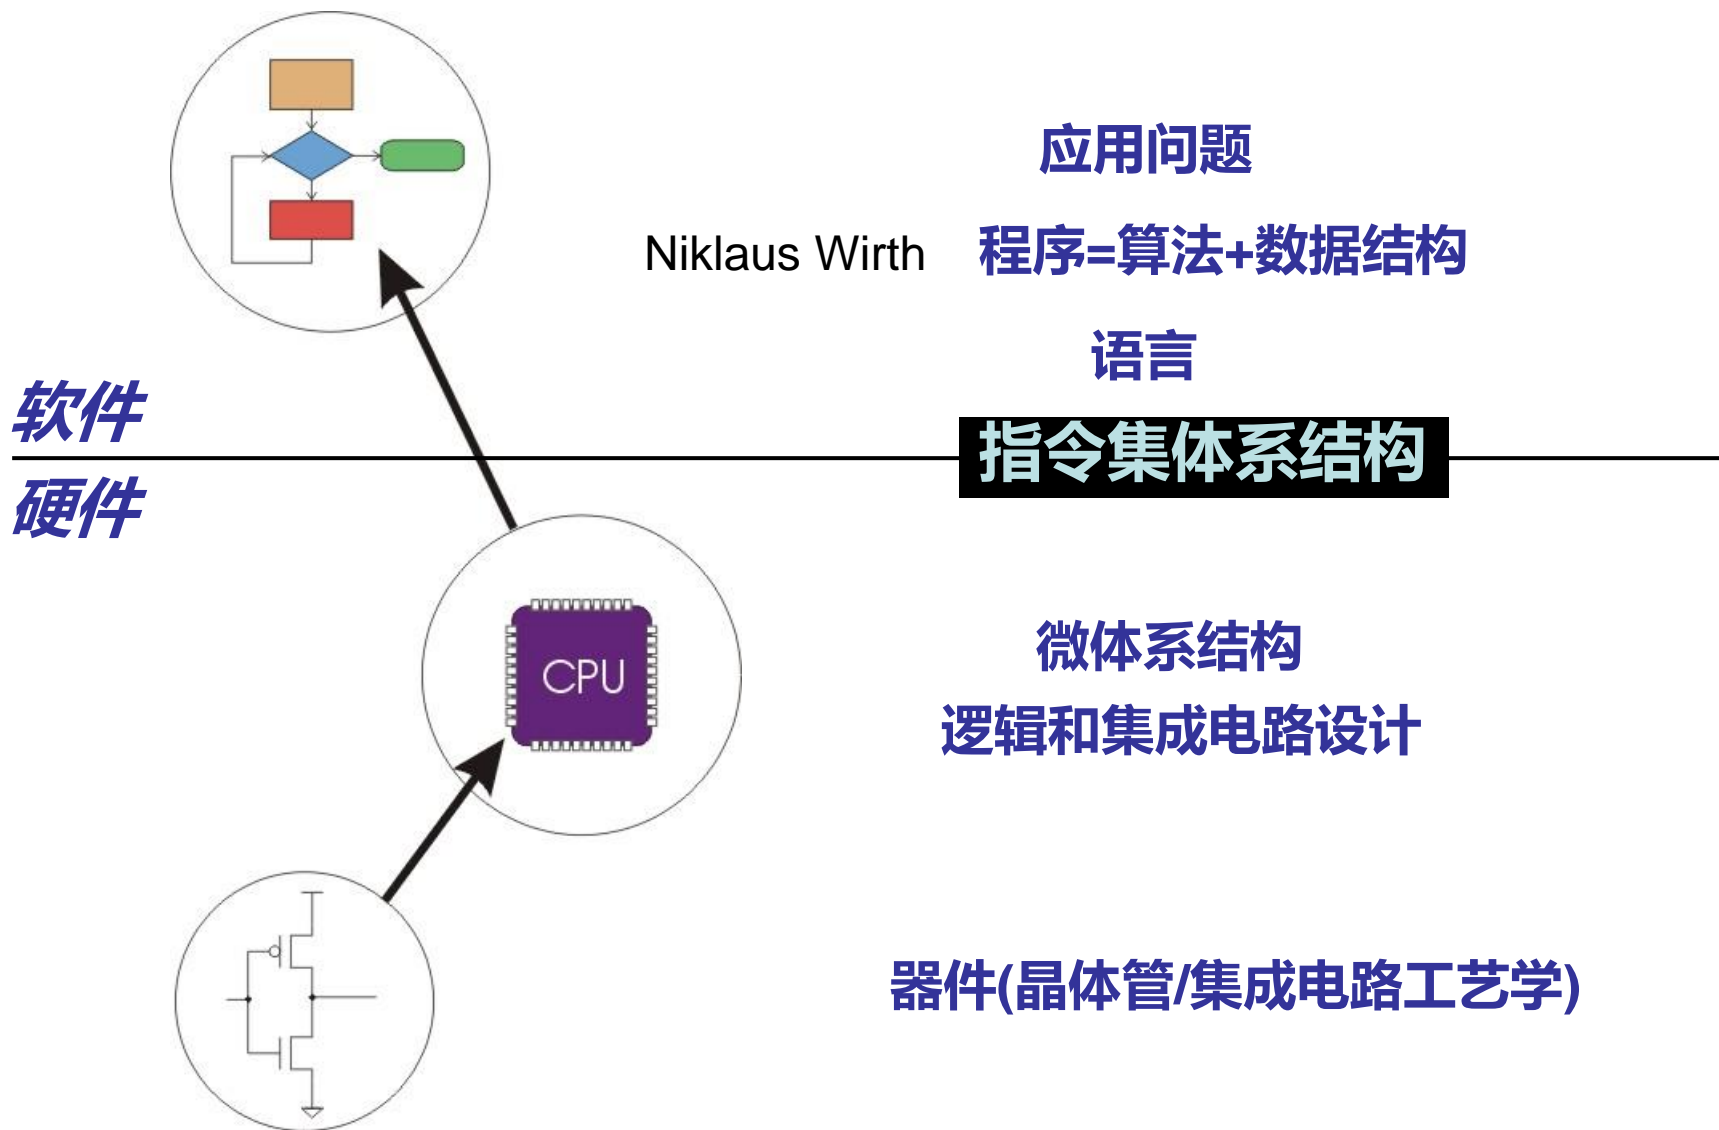 应用问题
Niklaus Wirth 程序=算法+数据结构
语言
软件
指令集体系结构
硬件
CPU
微体系结构
逻辑和集成电路设计
器件(晶体管/集成电路工艺学)